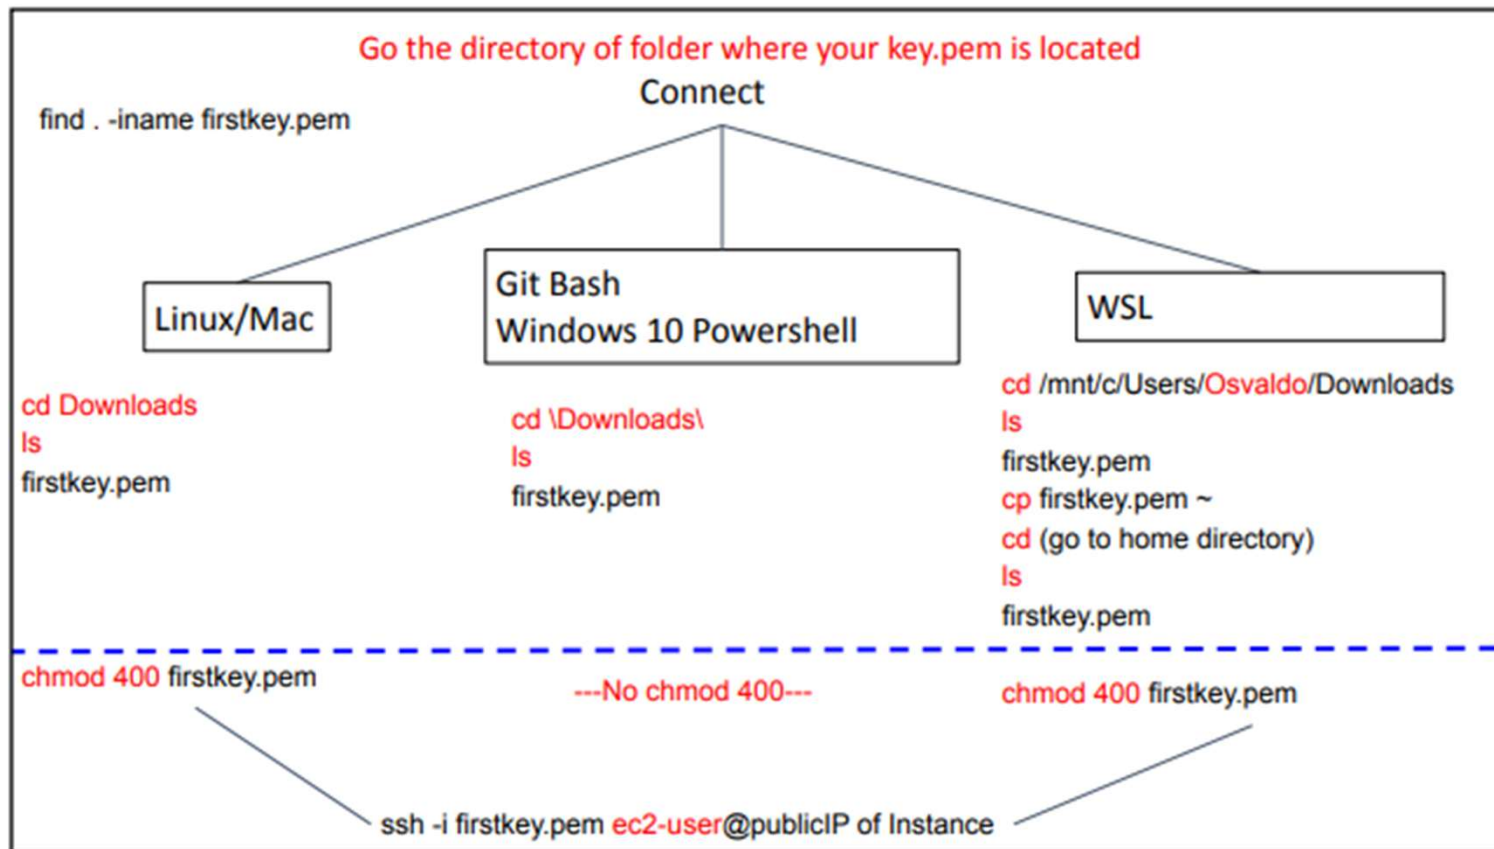 Go the directory of folder where your key.pem is located
Connect
find . -iname firstkey.pem
Linux/Mac
cd Downloads
ls
firstkey.pem
Git Bash
Windows 10 Powershell
cd \Downloads\
ls
firstkey.pem
WSL
cd /mnt/c/Users/Osvaldo/Downloads
ls
firstkey.pem
cp firstkey.pem ~
cd (go to home directory)
ls
firstkey.pem
chmod 400 firstkey.pem
---No chmod 400---
chmod 400 firstkey.pem
ssh -i firstkey.pem ec2-user@publicIP of Instance